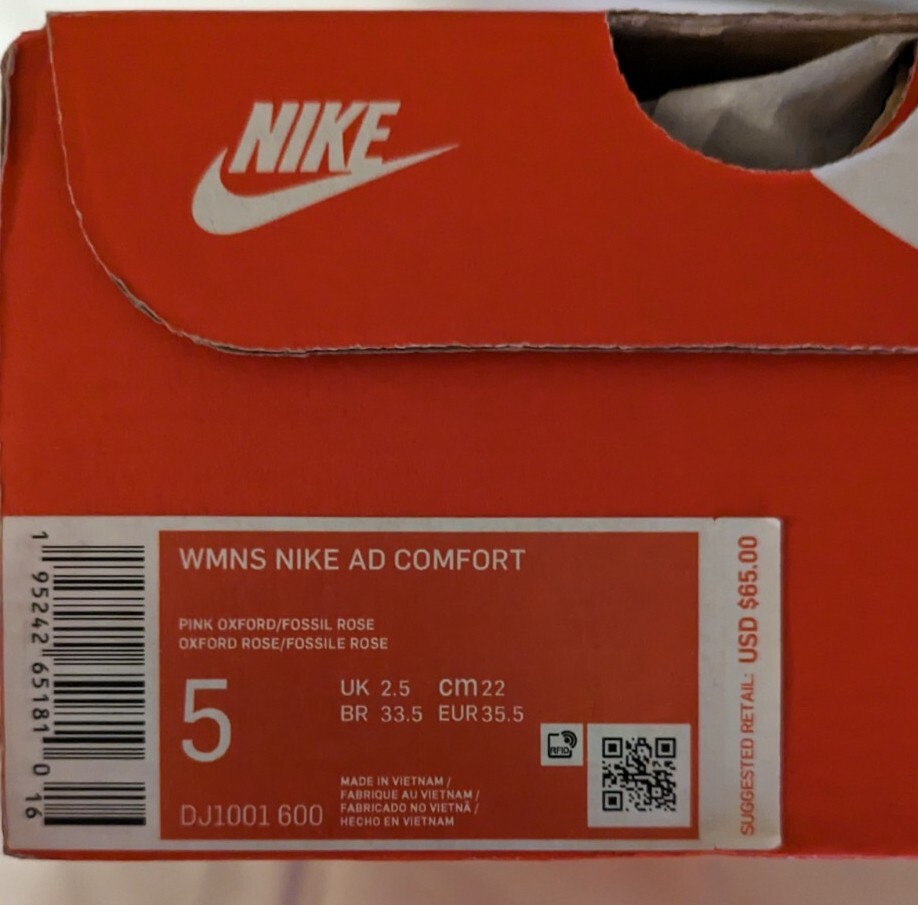 NIKE
WMNS NIKE AD COMFORT
PINK OXFORD/FOSSIL ROSE
OXFORD ROSE/FOSSILE ROSE
5
UK 2.5 cm 22
BR 33.5 EUR 35.5
RFID
MADE IN VIETNAM /
FABRIQUE AU VIETNAM /
FABRICADO NO VIETNÃ /
HECHO EN VIETNAM
DJ1001 600
1 95242 65181 0 16
SUGGESTED RETAIL: USD $65.00